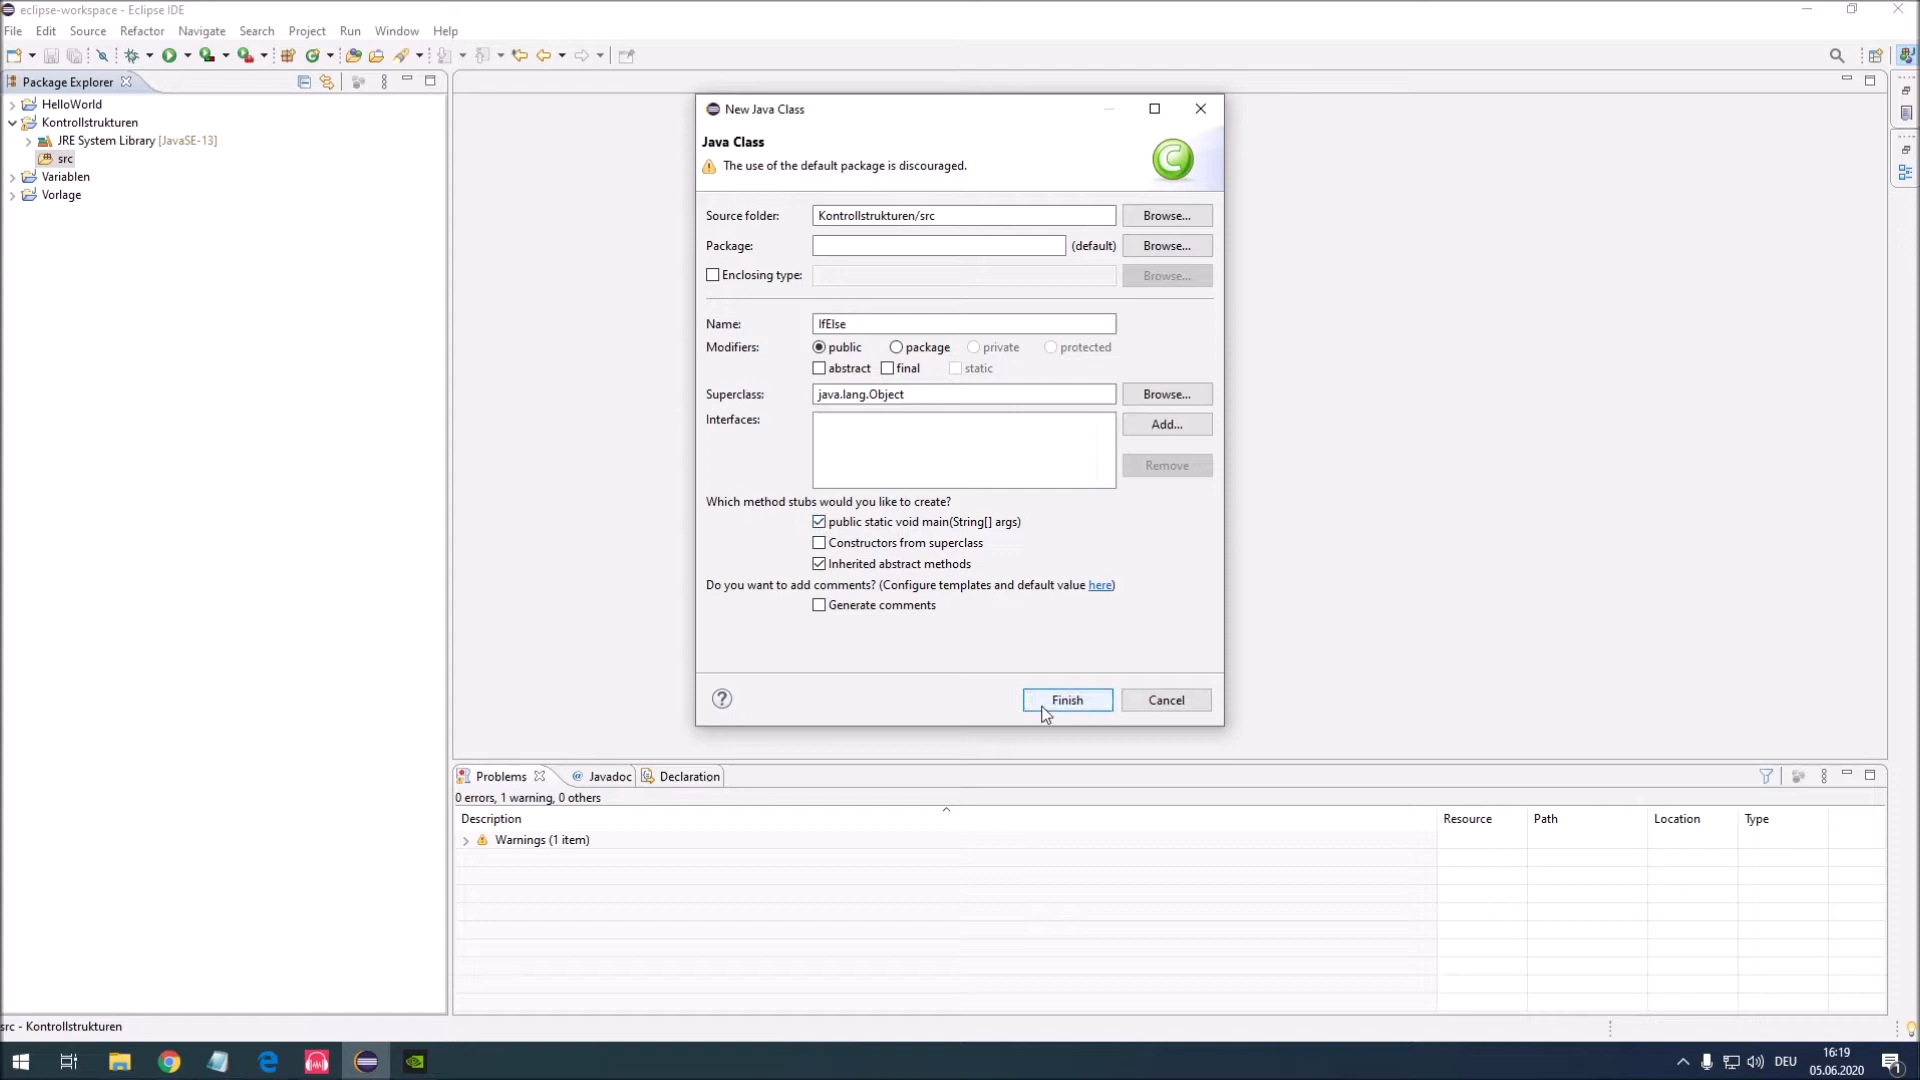 eclipse-workspace - Eclipse IDE
File Edit Source Refactor Navigate Search Project Run Window Help
Package Explorer
HelloWorld
Kontrollstrukturen
JRE System Library [JavaSE-13]
src
Variablen
Vorlage
New Java Class
Java Class
The use of the default package is discouraged.
Source folder: Kontrollstrukturen/src Browse...
Package: (default) Browse...
Enclosing type: Browse...
Name: IfElse
Modifiers: public package private protected
abstract final static
Superclass: java.lang.Object Browse...
Interfaces: Add...
Remove
Which method stubs would you like to create?
public static void main(String[] args)
Constructors from superclass
Inherited abstract methods
Do you want to add comments? (Configure templates and default value here)
Generate comments
Finish Cancel
Problems Javadoc Declaration
0 errors, 1 warning, 0 others
Description Resource Path Location Type
Warnings (1 item)
src - Kontrollstrukturen
DEU 16:19
05.06.2020 1